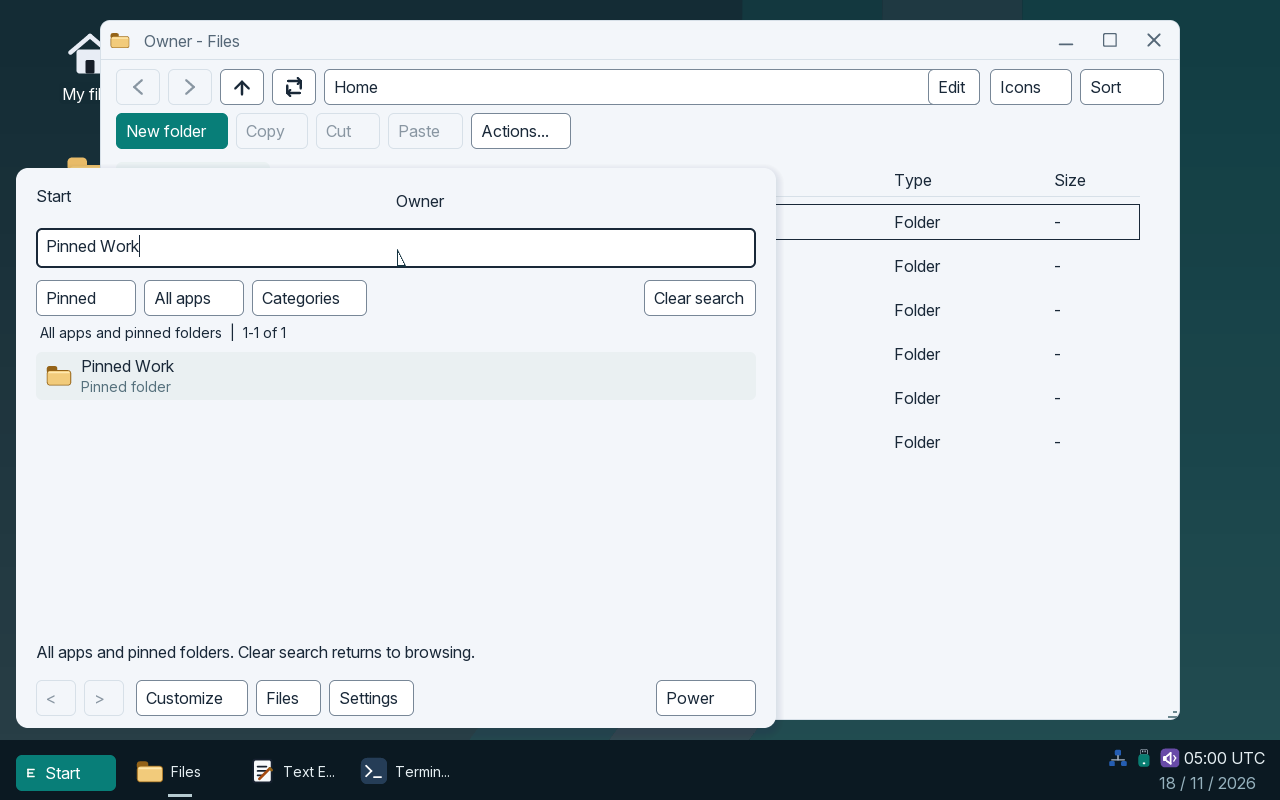 Owner - Files
My fil
Home
Edit
Icons
Sort
New folder
Copy
Cut
Paste
Actions...
Type
Size
Folder -
Folder -
Folder -
Folder -
Folder -
Folder -
Start
Owner
Pinned Work
Pinned
All apps
Categories
Clear search
All apps and pinned folders | 1-1 of 1
Pinned Work
Pinned folder
All apps and pinned folders. Clear search returns to browsing.
<
>
Customize
Files
Settings
Power
E Start
Files
Text E...
Termin...
05:00 UTC
18 / 11 / 2026